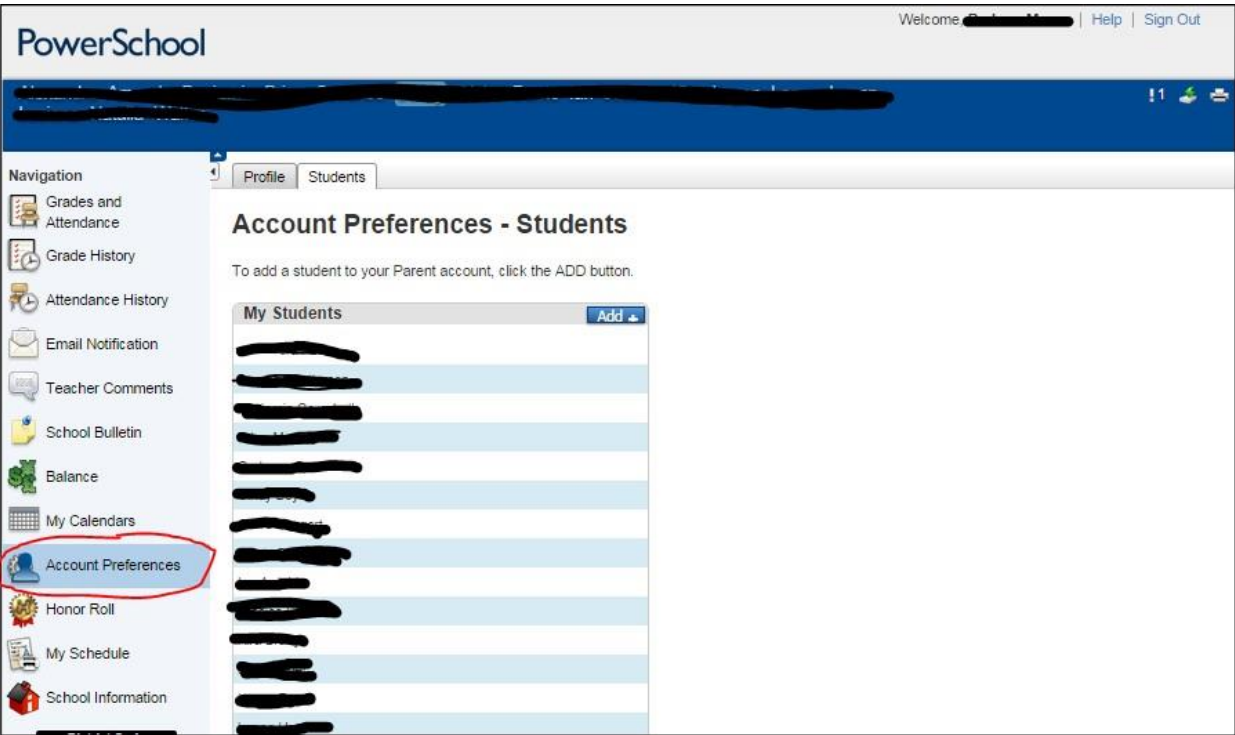 Welcome, | Help | Sign Out
PowerSchool
!1
Navigation
Profile
Students
Grades and
Attendance
Grade History
Attendance History
Email Notification
Teacher Comments
School Bulletin
Balance
My Calendars
Account Preferences
Honor Roll
My Schedule
School Information
Account Preferences - Students
To add a student to your Parent account, click the ADD button.
My Students
Add